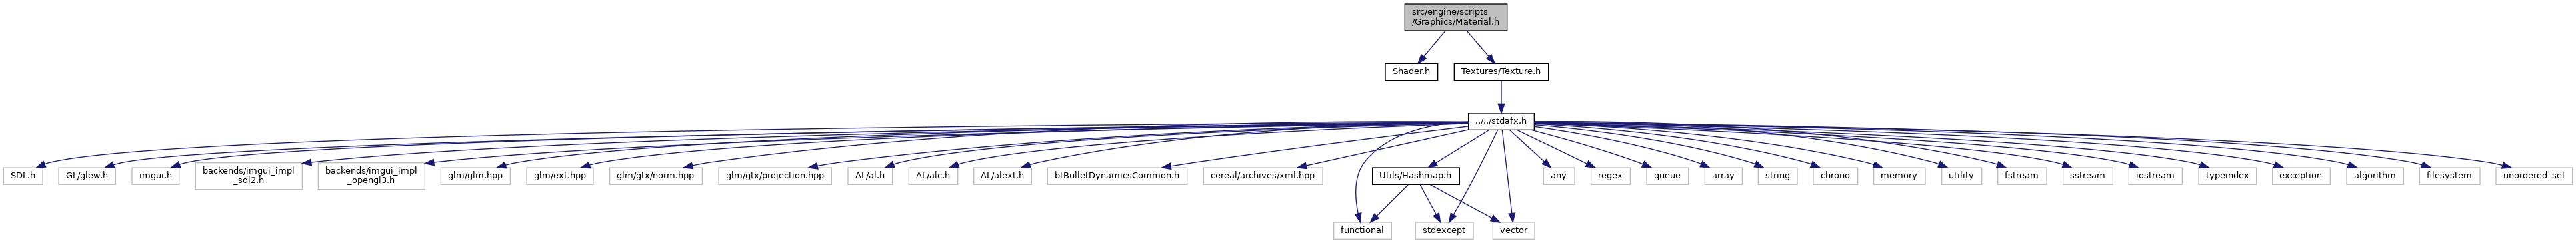 src/engine/scripts
/Graphics/Material.h
Shader.h
Textures/Texture.h
../../stdafx.h
SDL.h
GL/glew.h
imgui.h
backends/imgui_impl
_sdl2.h
backends/imgui_impl
_opengl3.h
glm/glm.hpp
glm/ext.hpp
glm/gtx/norm.hpp
glm/gtx/projection.hpp
AL/al.h
AL/alc.h
AL/alext.h
btBulletDynamicsCommon.h
cereal/archives/xml.hpp
Utils/Hashmap.h
any
regex
queue
array
string
chrono
memory
utility
fstream
sstream
iostream
typeindex
exception
algorithm
filesystem
unordered_set
functional
stdexcept
vector